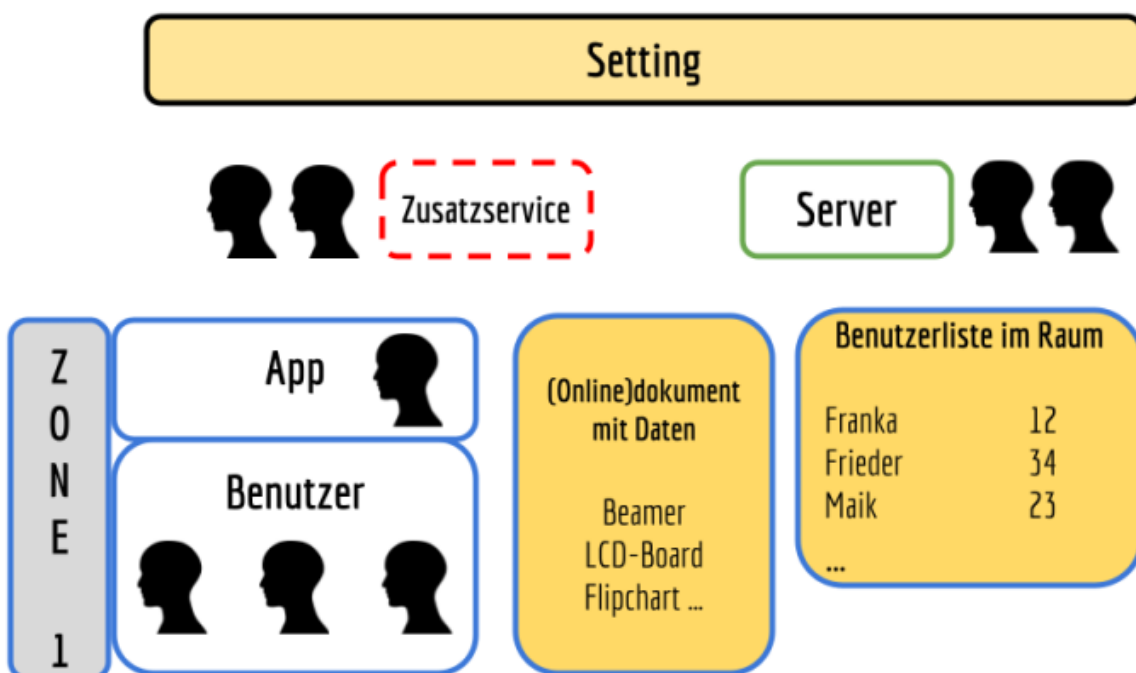 Setting
Zusatzservice
Server
Z
O
N
E
1
App
Benutzer
(Online)dokument
mit Daten
Beamer
LCD-Board
Flipchart ...
Benutzerliste im Raum
Franka 12
Frieder 34
Maik 23
...